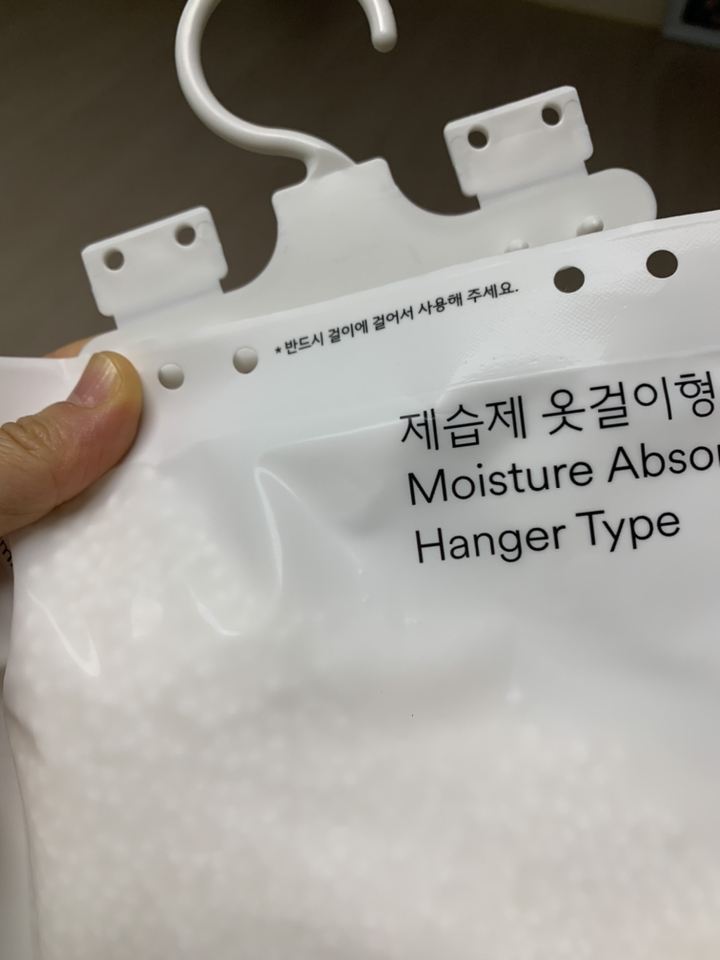 * 반드시 걸이에 걸어서 사용해 주세요.
제습제 옷걸이형
Moisture Absor
Hanger Type